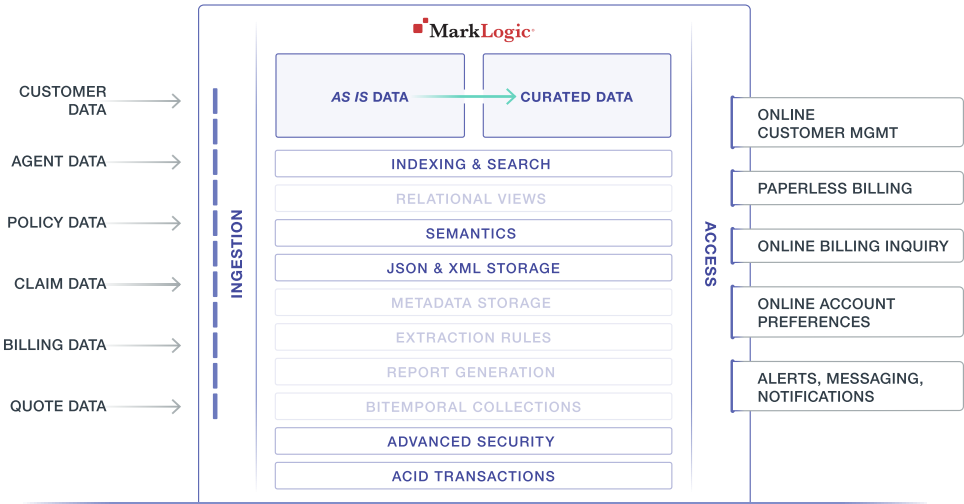 MarkLogic®
CUSTOMER
DATA
AGENT DATA
POLICY DATA
CLAIM DATA
BILLING DATA
QUOTE DATA
INGESTION
AS IS DATA
CURATED DATA
INDEXING & SEARCH
RELATIONAL VIEWS
SEMANTICS
JSON & XML STORAGE
METADATA STORAGE
EXTRACTION RULES
REPORT GENERATION
BITEMPORAL COLLECTIONS
ADVANCED SECURITY
ACID TRANSACTIONS
ACCESS
ONLINE
CUSTOMER MGMT
PAPERLESS BILLING
ONLINE BILLING INQUIRY
ONLINE ACCOUNT
PREFERENCES
ALERTS, MESSAGING,
NOTIFICATIONS